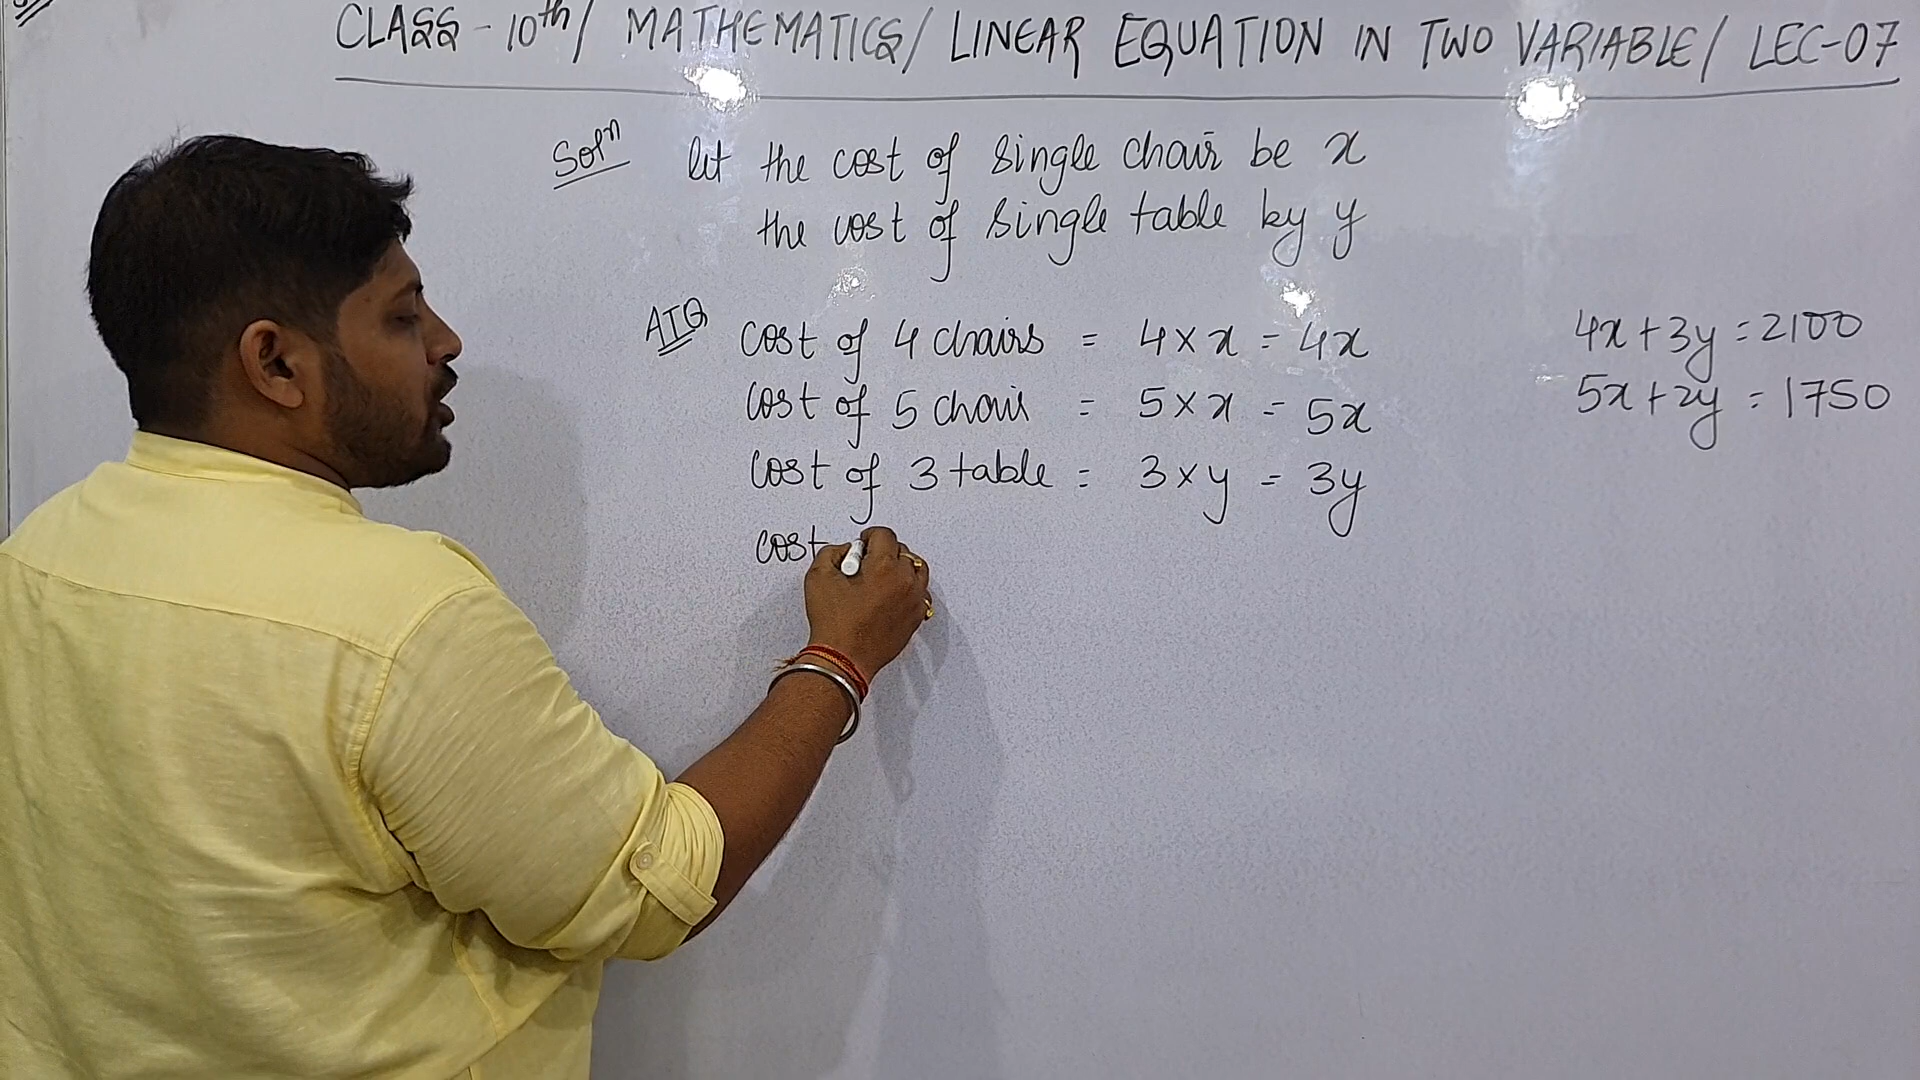 CLASS - 10th / MATHEMATICS / LINEAR EQUATION IN TWO VARIABLE / LEC-07
Solⁿ let the cost of single chair be x
the cost of single table by y
ATQ cost of 4 chairs = 4 × x = 4x
cost of 5 chair = 5 × x = 5x
cost of 3 table = 3 × y = 3y
cost
4x + 3y = 2100
5x + 2y = 1750